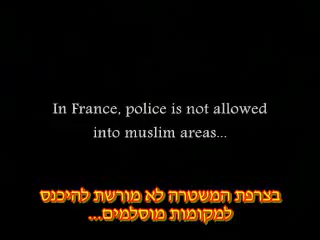 In France, police is not allowed
into muslim areas...
בצרפת המשטרה לא מורשת להיכנס
למקומות מוסלמים...